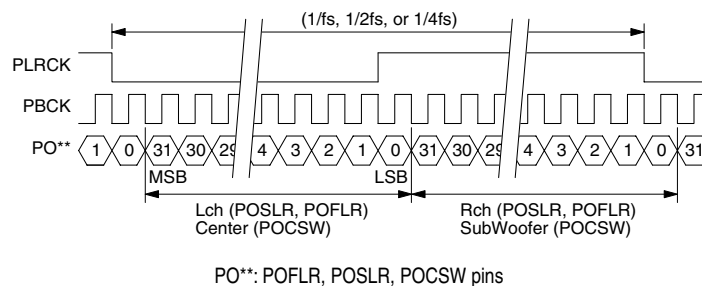 (1/fs, 1/2fs, or 1/4fs)
PLRCK
PBCK
PO** 1 0 31 30 29 4 3 2 1 0 31 30 29 4 3 2 1 0 31
MSB LSB
Lch (POSLR, POFLR) Rch (POSLR, POFLR)
Center (POCSW) SubWoofer (POCSW)
PO**: POFLR, POSLR, POCSW pins